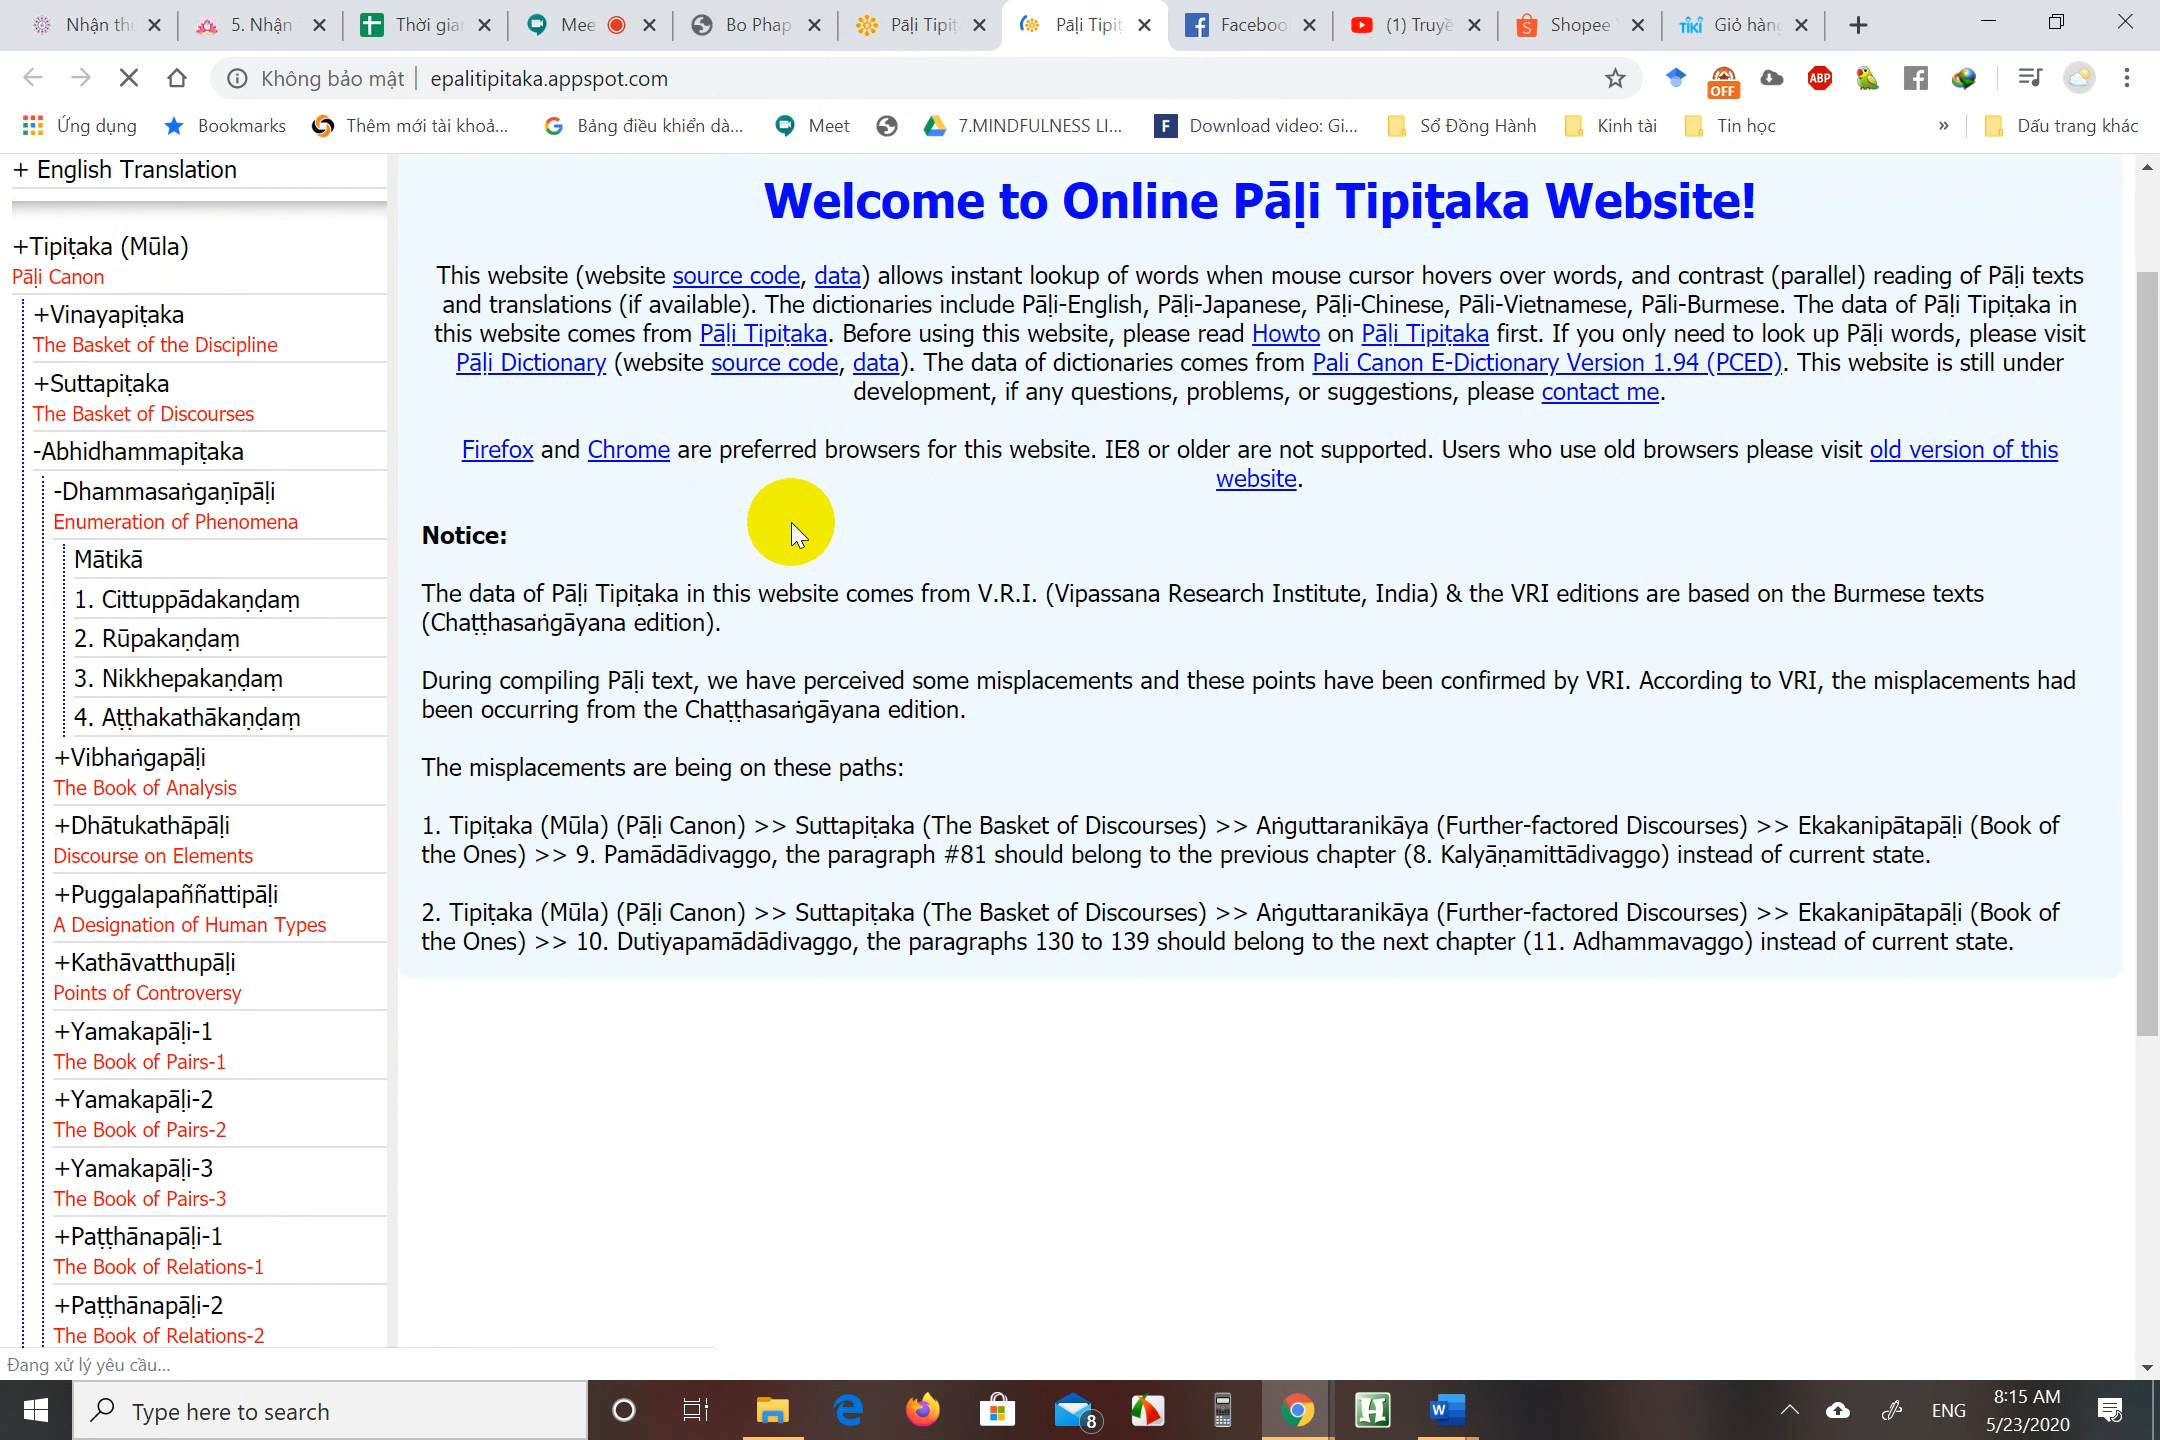 Nhận th
5. Nhận
Thời gia
Mee
Bo Phap
Pāḷi Tipiṭ
Pāḷi Tipiṭ
Facebo
(1) Truyề
Shopee
Giỏ hàng
Không bảo mật
epalitipitaka.appspot.com
OFF
ABP
Ứng dụng
Bookmarks
Thêm mới tài khoả...
Bảng điều khiển dà...
Meet
7.MINDFULNESS LI...
Download video: Gi...
Sổ Đồng Hành
Kinh tài
Tin học
»
Dấu trang khác
+ English Translation
+Tipiṭaka (Mūla)
Pāḷi Canon
+Vinayapiṭaka
The Basket of the Discipline
+Suttapiṭaka
The Basket of Discourses
-Abhidhammapiṭaka
-Dhammasaṅgaṇīpāḷi
Enumeration of Phenomena
Mātikā
1. Cittuppādakaṇḍaṃ
2. Rūpakaṇḍaṃ
3. Nikkhepakaṇḍaṃ
4. Aṭṭhakathākaṇḍaṃ
+Vibhaṅgapāḷi
The Book of Analysis
+Dhātukathāpāḷi
Discourse on Elements
+Puggalapaññattipāḷi
A Designation of Human Types
+Kathāvatthupāḷi
Points of Controversy
+Yamakapāḷi-1
The Book of Pairs-1
+Yamakapāḷi-2
The Book of Pairs-2
+Yamakapāḷi-3
The Book of Pairs-3
+Paṭṭhānapāḷi-1
The Book of Relations-1
+Paṭṭhānapāḷi-2
The Book of Relations-2
Welcome to Online Pāḷi Tipiṭaka Website!
This website (website source code, data) allows instant lookup of words when mouse cursor hovers over words, and contrast (parallel) reading of Pāḷi texts
and translations (if available). The dictionaries include Pāḷi-English, Pāḷi-Japanese, Pāḷi-Chinese, Pāli-Vietnamese, Pāli-Burmese. The data of Pāḷi Tipiṭaka in
this website comes from Pāḷi Tipiṭaka. Before using this website, please read Howto on Pāḷi Tipiṭaka first. If you only need to look up Pāḷi words, please visit
Pāḷi Dictionary (website source code, data). The data of dictionaries comes from Pali Canon E-Dictionary Version 1.94 (PCED). This website is still under
development, if any questions, problems, or suggestions, please contact me.
Firefox and Chrome are preferred browsers for this website. IE8 or older are not supported. Users who use old browsers please visit old version of this
website.
Notice:
The data of Pāḷi Tipiṭaka in this website comes from V.R.I. (Vipassana Research Institute, India) & the VRI editions are based on the Burmese texts
(Chaṭṭhasaṅgāyana edition).
During compiling Pāḷi text, we have perceived some misplacements and these points have been confirmed by VRI. According to VRI, the misplacements had
been occurring from the Chaṭṭhasaṅgāyana edition.
The misplacements are being on these paths:
1. Tipiṭaka (Mūla) (Pāḷi Canon) >> Suttapiṭaka (The Basket of Discourses) >> Aṅguttaranikāya (Further-factored Discourses) >> Ekakanipātapāḷi (Book of
the Ones) >> 9. Pamādādivaggo, the paragraph #81 should belong to the previous chapter (8. Kalyāṇamittādivaggo) instead of current state.
2. Tipiṭaka (Mūla) (Pāḷi Canon) >> Suttapiṭaka (The Basket of Discourses) >> Aṅguttaranikāya (Further-factored Discourses) >> Ekakanipātapāḷi (Book of
the Ones) >> 10. Dutiyapamādādivaggo, the paragraphs 130 to 139 should belong to the next chapter (11. Adhammavaggo) instead of current state.
Đang xử lý yêu cầu...
Type here to search
8
ENG
8:15 AM
5/23/2020